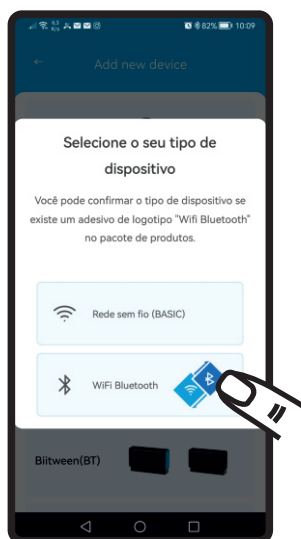 82% 10:09
Add new device
Selecione o seu tipo de
dispositivo
Você pode confirmar o tipo de dispositivo se
existe um adesivo de logotipo "Wifi Bluetooth"
no pacote de produtos.
Rede sem fio (BASIC)
WiFi Bluetooth
Biitween(BT)